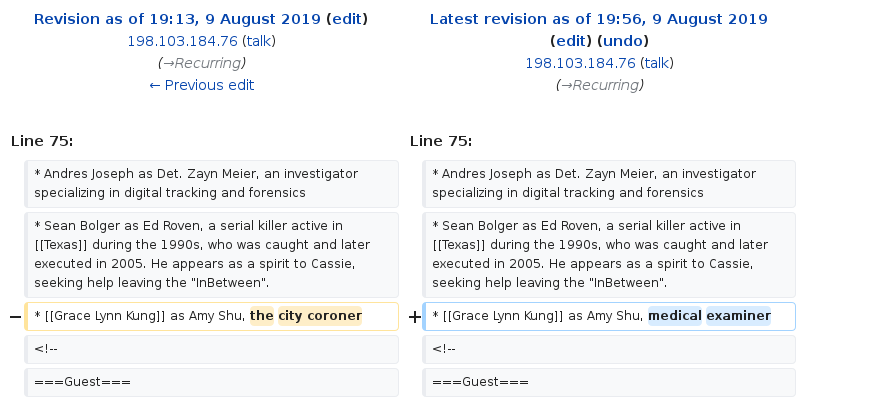 Revision as of 19:13, 9 August 2019 (edit)
198.103.184.76 (talk)
(→Recurring)
← Previous edit
Latest revision as of 19:56, 9 August 2019
(edit) (undo)
198.103.184.76 (talk)
(→Recurring)
Line 75:
Line 75:
* Andres Joseph as Det. Zayn Meier, an investigator
specializing in digital tracking and forensics
* Andres Joseph as Det. Zayn Meier, an investigator
specializing in digital tracking and forensics
* Sean Bolger as Ed Roven, a serial killer active in
[[Texas]] during the 1990s, who was caught and later
executed in 2005. He appears as a spirit to Cassie,
seeking help leaving the "InBetween".
* Sean Bolger as Ed Roven, a serial killer active in
[[Texas]] during the 1990s, who was caught and later
executed in 2005. He appears as a spirit to Cassie,
seeking help leaving the "InBetween".
− * [[Grace Lynn Kung]] as Amy Shu, the city coroner
+ * [[Grace Lynn Kung]] as Amy Shu, medical examiner
<!--
<!--
===Guest===
===Guest===